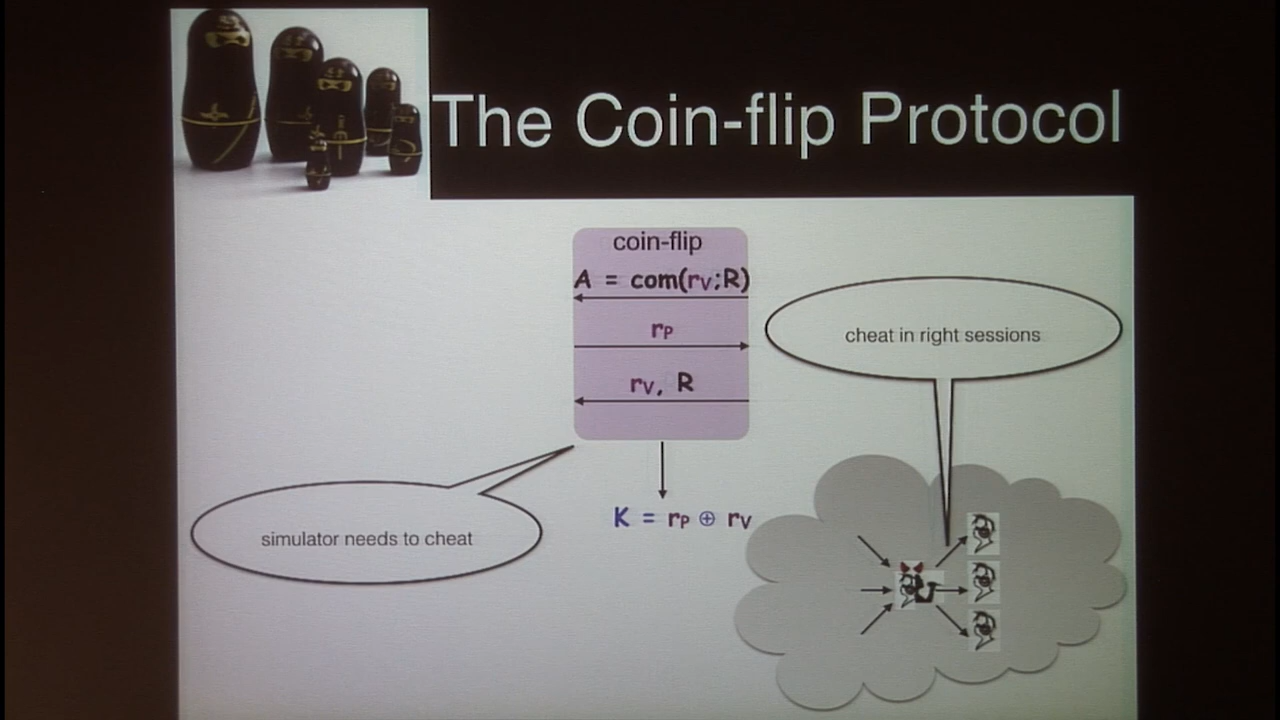 The Coin-flip Protocol
coin-flip
A = com(rv;R)
rP
rv, R
K = rP ⊕ rv
cheat in right sessions
simulator needs to cheat